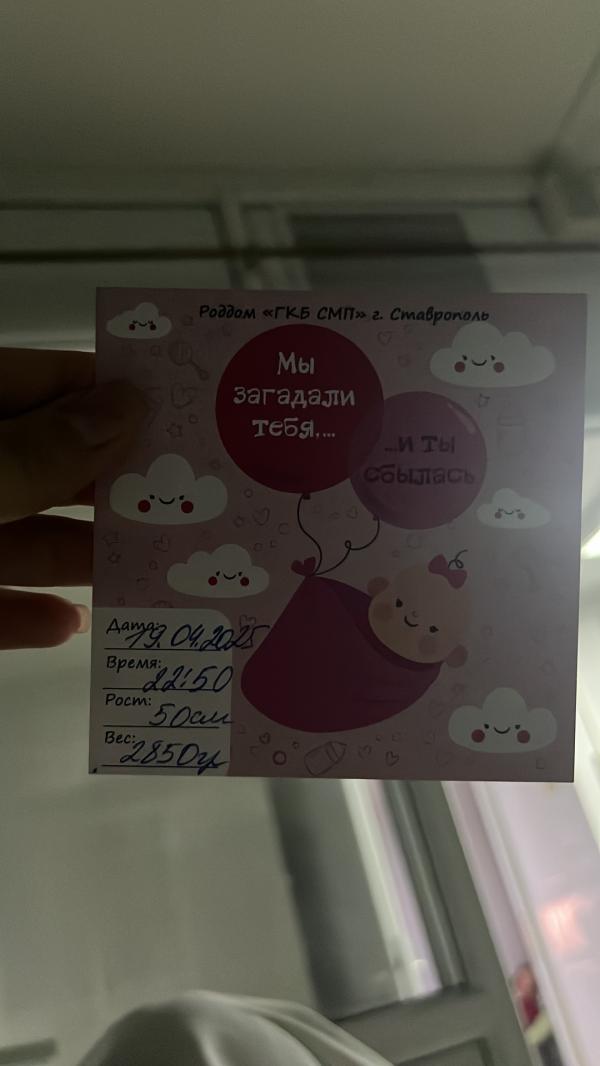 Роддом «ГКБ СМП» г. Ставрополь
Мы
загадали
тебя,...
...и ты
сбылась
Дата: 19.04.2025
Время: 22:50
Рост: 50см
Вес: 2850г